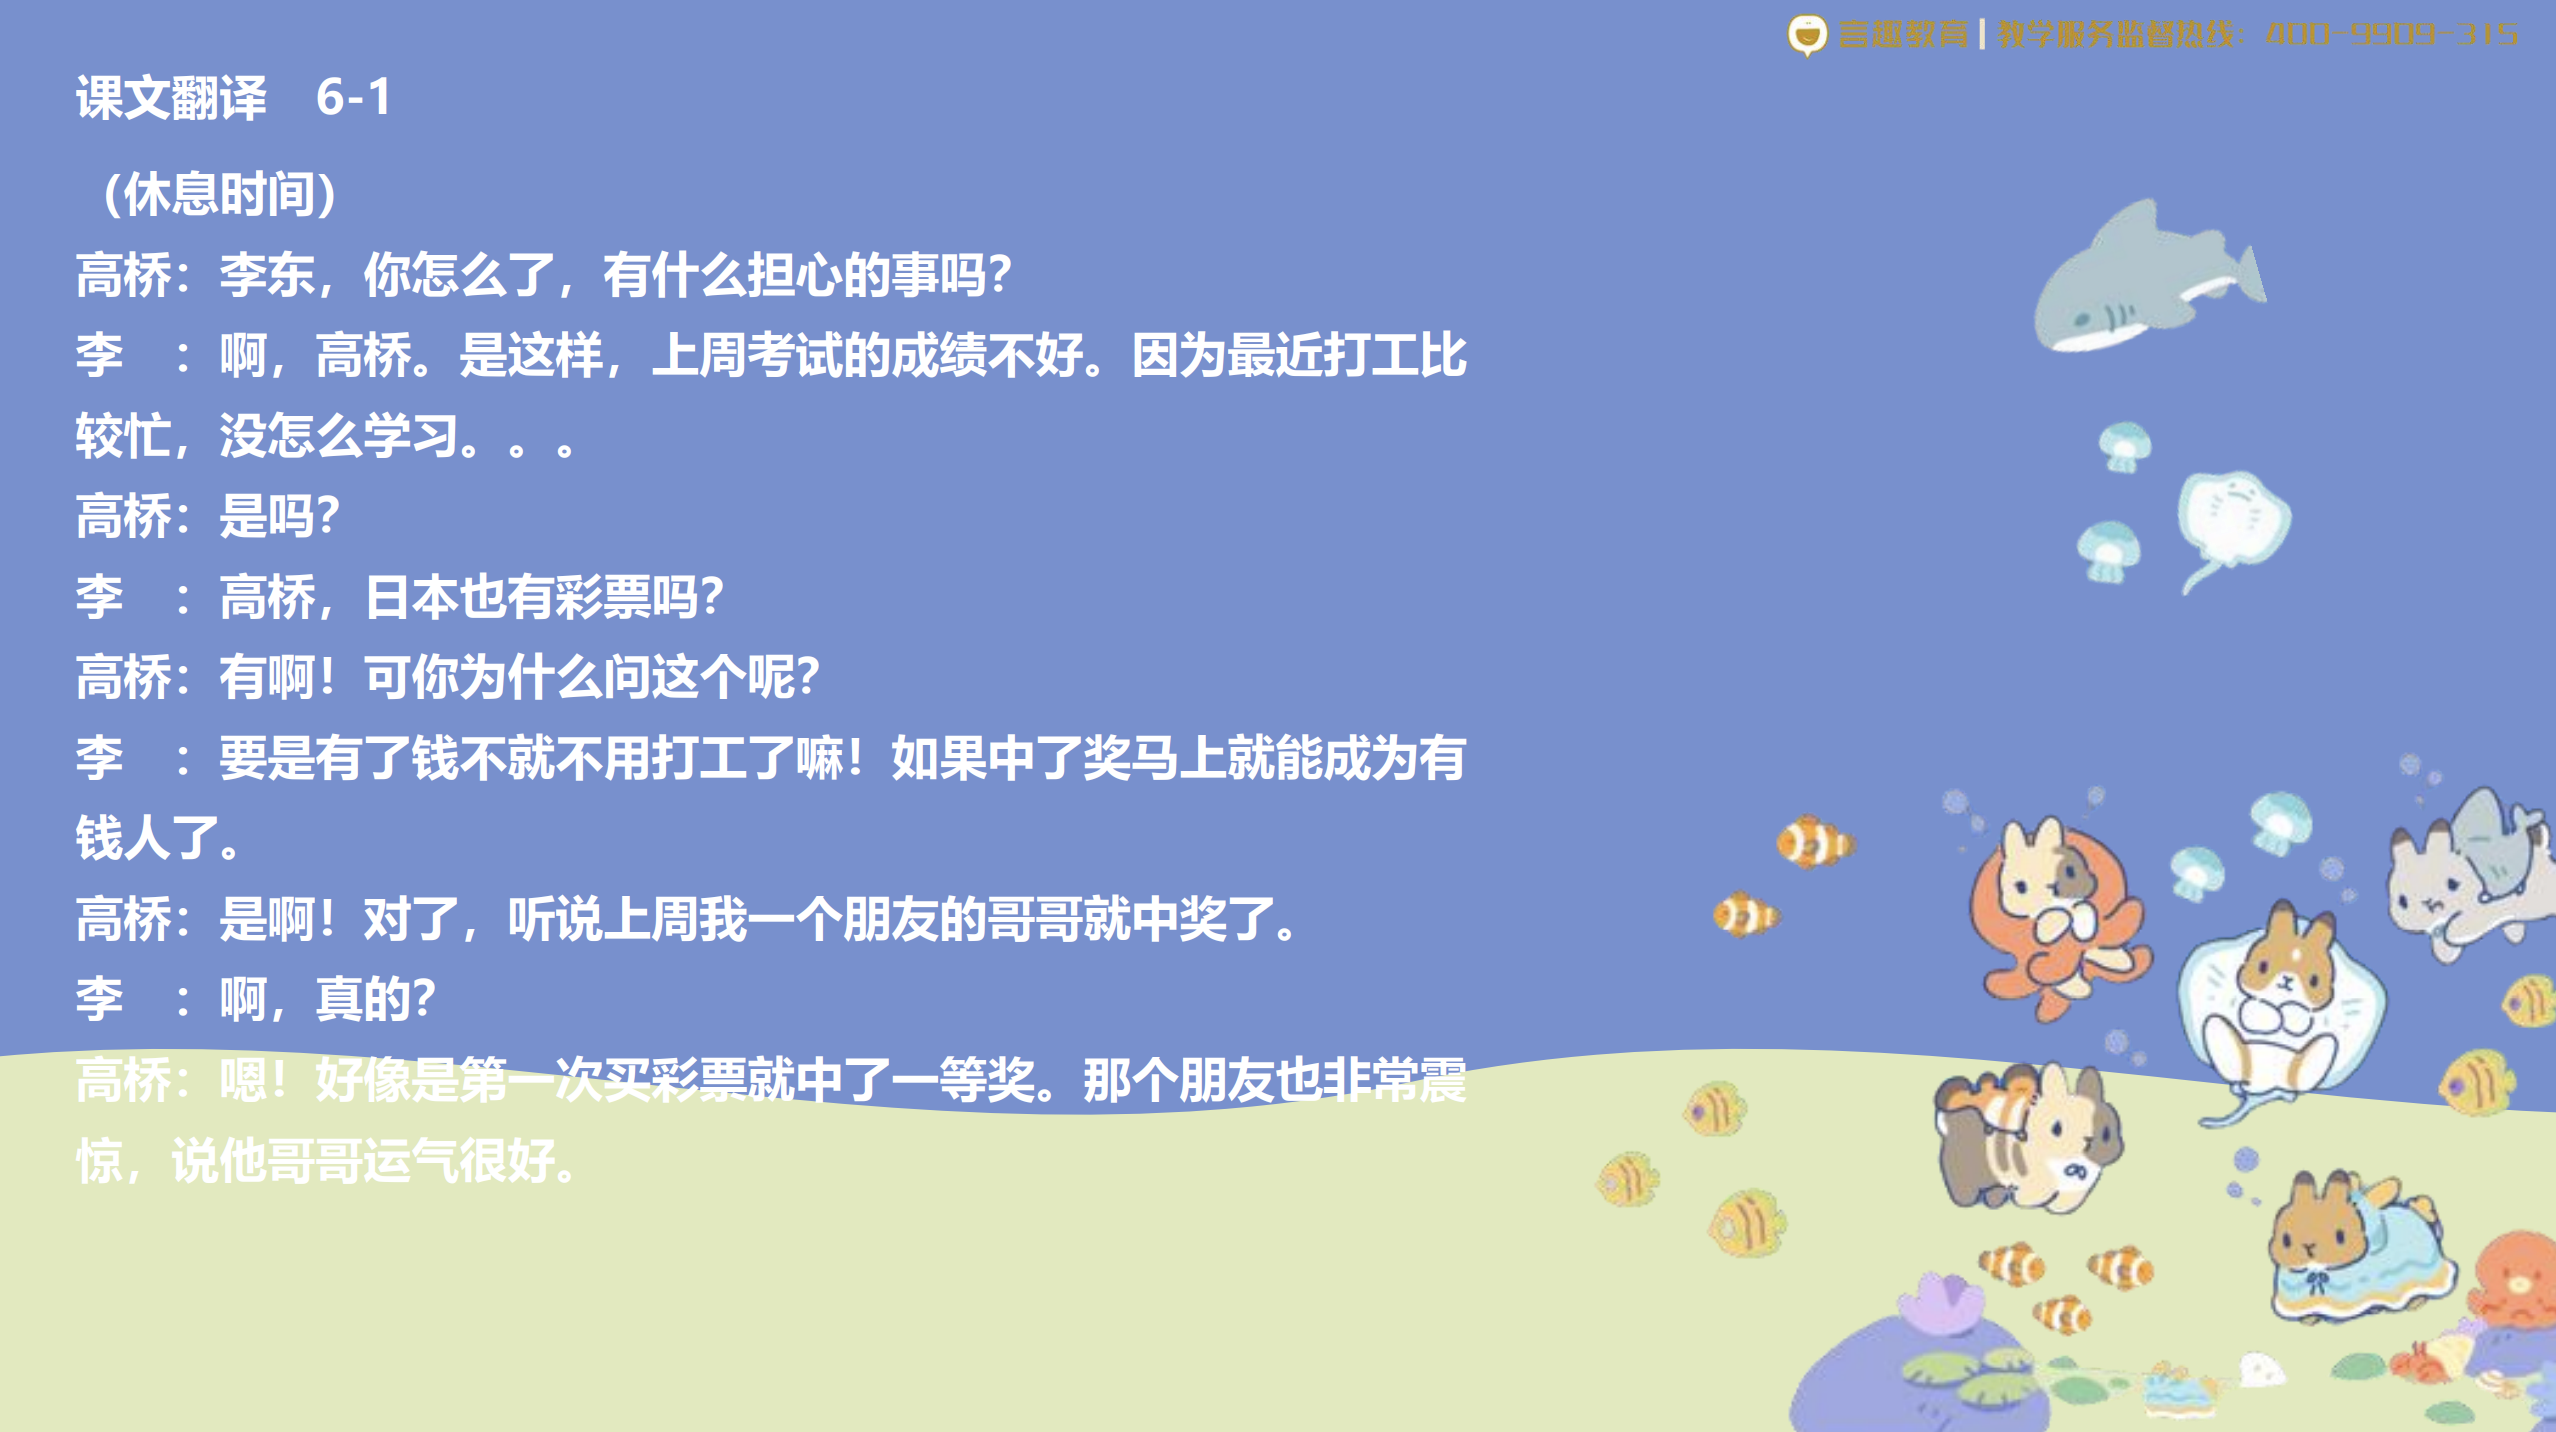 言趣教育 | 教学服务监督热线：400-9909-315
课文翻译　6-1
（休息时间）
高桥：李东，你怎么了，有什么担心的事吗？
李　：啊，高桥。是这样，上周考试的成绩不好。因为最近打工比
较忙，没怎么学习。。。
高桥：是吗？
李　：高桥，日本也有彩票吗？
高桥：有啊！可你为什么问这个呢？
李　：要是有了钱不就不用打工了嘛！如果中了奖马上就能成为有
钱人了。
高桥：是啊！对了，听说上周我一个朋友的哥哥就中奖了。
李　：啊，真的？
高桥：嗯！好像是第一次买彩票就中了一等奖。那个朋友也非常震
惊，说他哥哥运气很好。